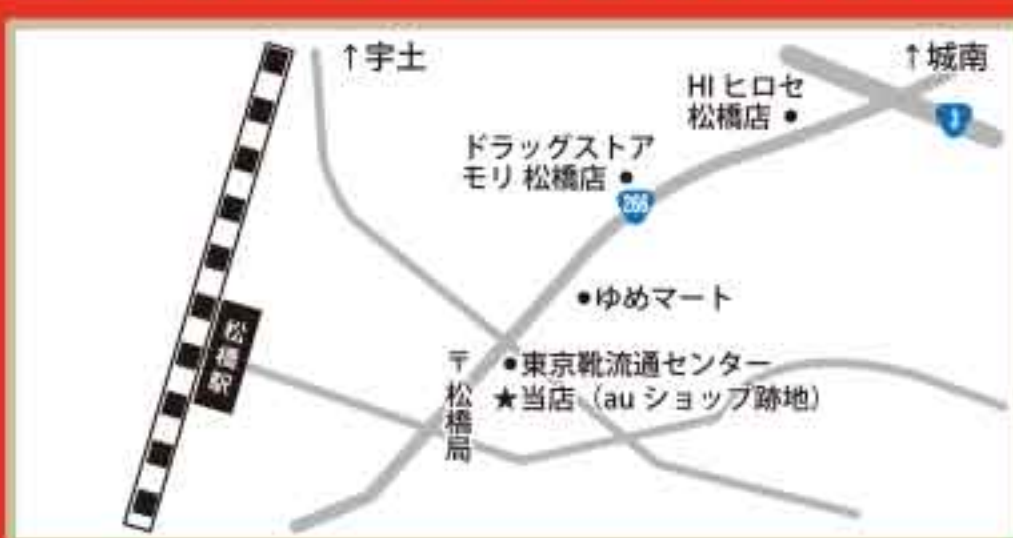 ↑宇土
↑城南
HI ヒロセ
松橋店
3
ドラッグストア
モリ 松橋店
266
ゆめマート
松橋駅
〒松橋局
東京靴流通センター
★当店（au ショップ跡地）